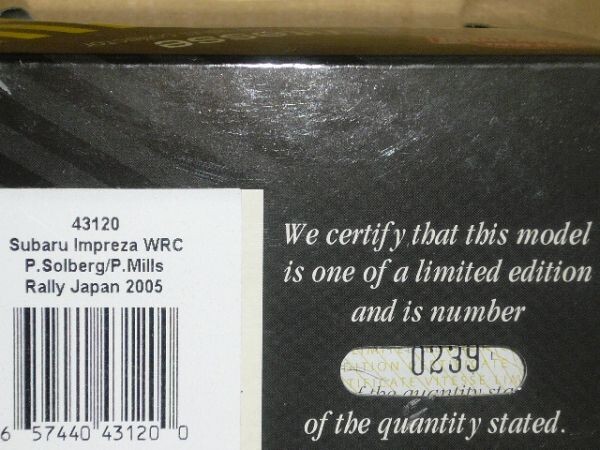 43120
Subaru Impreza WRC
P.Solberg/P.Mills
Rally Japan 2005
6 57440 43120 0
We certify that this model
is one of a limited edition
and is number
0239
of the quantity stated.